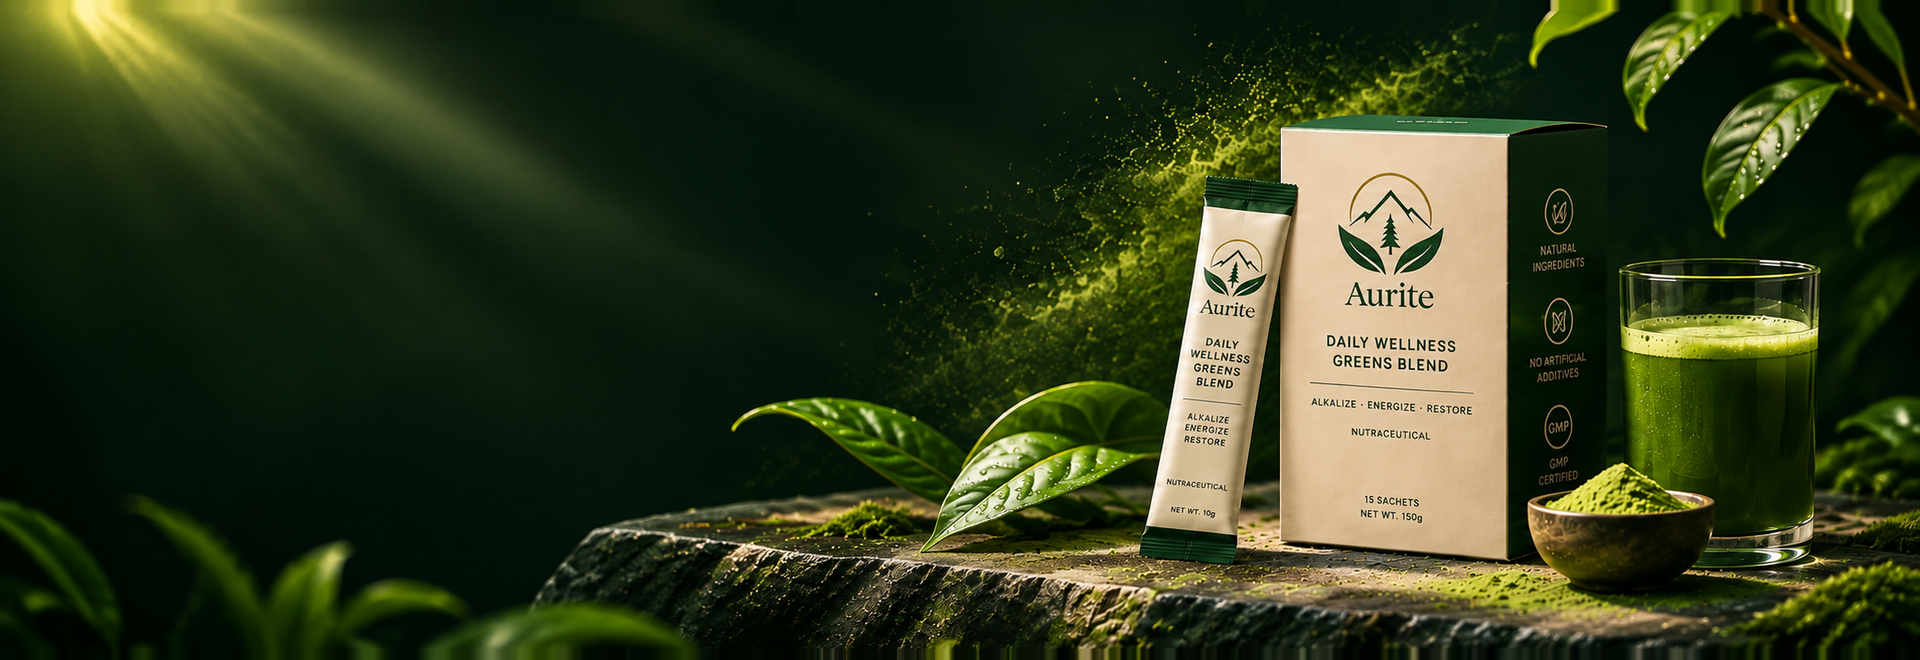 Aurite
DAILY
WELLNESS
GREENS
BLEND
ALKALIZE
ENERGIZE
RESTORE
NUTRACEUTICAL
NET WT. 10g
Aurite
DAILY WELLNESS
GREENS BLEND
ALKALIZE · ENERGIZE · RESTORE
NUTRACEUTICAL
15 SACHETS
NET WT. 150g
NATURAL
INGREDIENTS
NO ARTIFICIAL
ADDITIVES
GMP
GMP
CERTIFIED